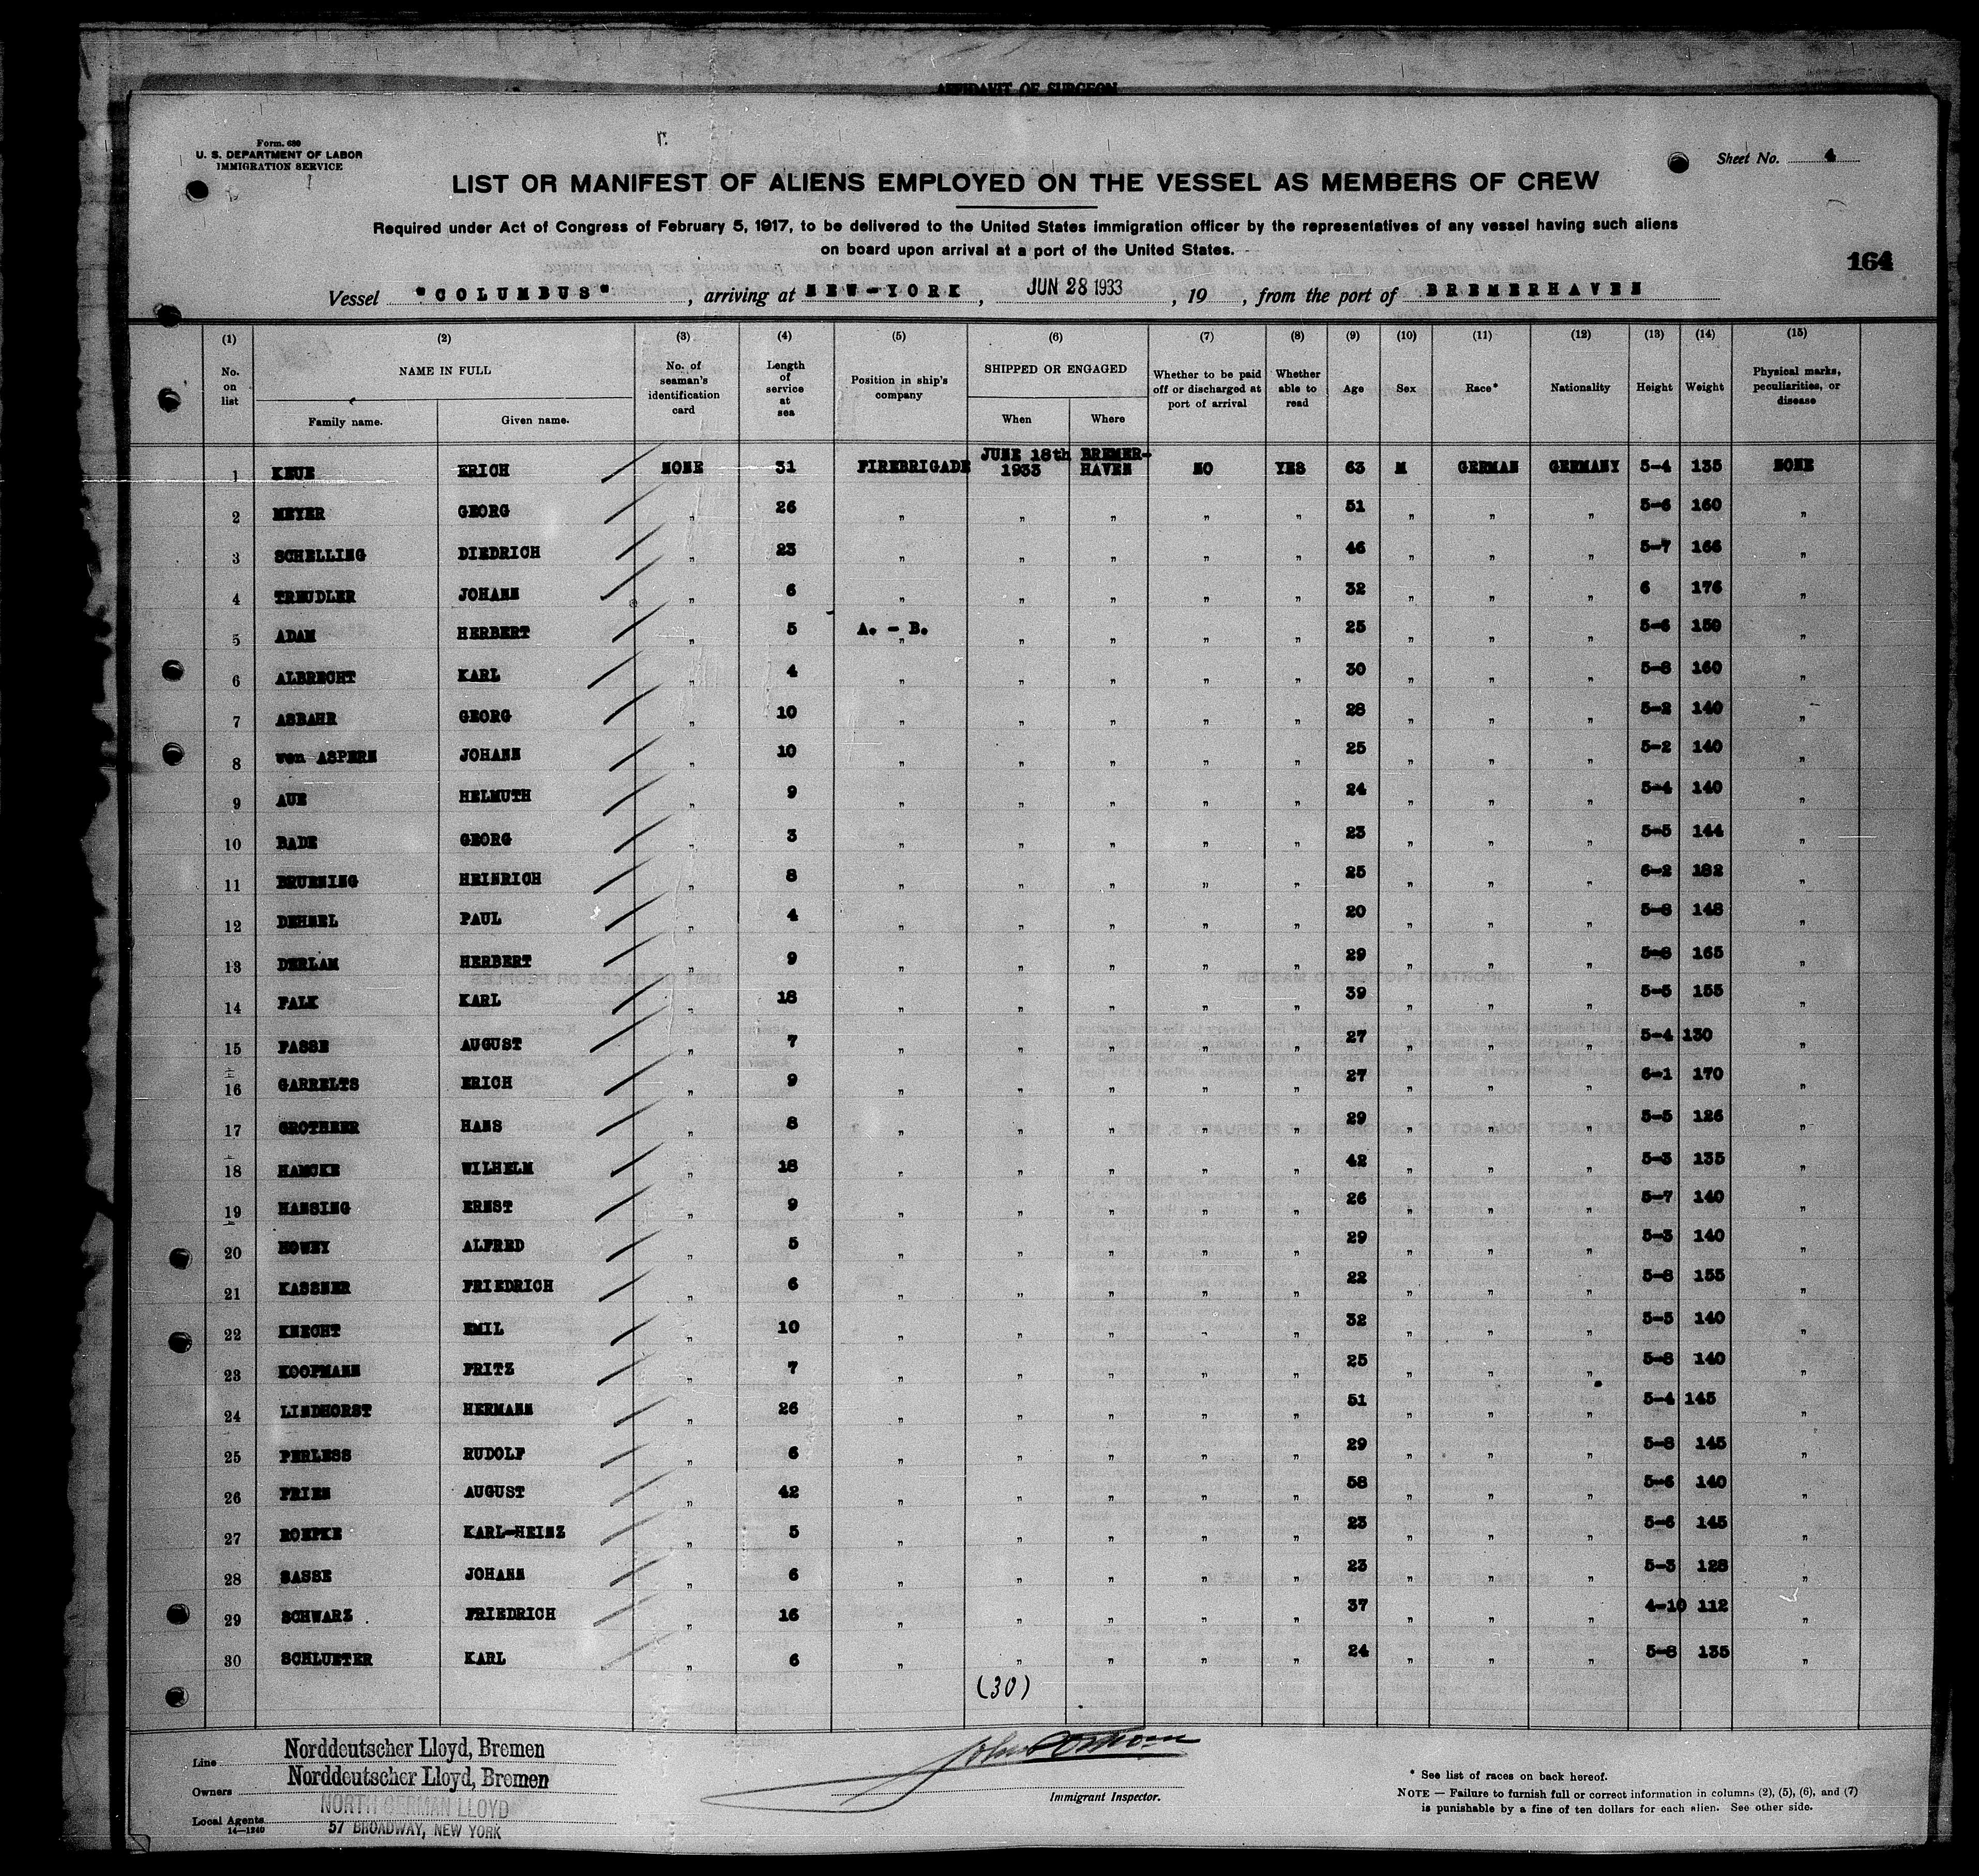 AFFIDAVIT OF SURGEON
Form. 680
U. S. DEPARTMENT OF LABOR
IMMIGRATION SERVICE
Sheet No. 4
LIST OR MANIFEST OF ALIENS EMPLOYED ON THE VESSEL AS MEMBERS OF CREW
Required under Act of Congress of February 5, 1917, to be delivered to the United States immigration officer by the representatives of any vessel having such aliens
on board upon arrival at a port of the United States.
164
Vessel "COLUMBUS", arriving at NEW-YORK, JUN 28 1933, 19 , from the port of BREMERHAVEN
(1) (2) (3) (4) (5) (6) (7) (8) (9) (10) (11) (12) (13) (14) (15)
No. on list NAME IN FULL Family name. Given name. No. of seaman's identification card Length of service at sea Position in ship's company SHIPPED OR ENGAGED When Where Whether to be paid off or discharged at port of arrival Whether able to read Age Sex Race* Nationality Height Weight Physical marks, peculiarities, or disease
1 KEUE ERICH NONE 31 FIREBRIGADE JUNE 18th 1933 BREMER-HAVEN NO YES 63 M GERMAN GERMANY 5-4 135 NONE
2 MEYER GEORG " 26 " " " " " 51 " " " 5-6 160 "
3 SCHELLING DIEDRICH " 23 " " " " " 46 " " " 5-7 166 "
4 TREUDLER JOHANN " 6 " " " " " 32 " " " 6 176 "
5 ADAM HERBERT " 5 A. - B. " " " " " 25 " " " 5-6 150 "
6 ALBRECHT KARL " 4 " " " " " 30 " " " 5-8 160 "
7 ASBAHR GEORG " 10 " " " " " 28 " " " 5-2 140 "
8 von ASPERN JOHANN " 10 " " " " " 25 " " " 5-2 140 "
9 AUE HELMUTH " 9 " " " " " 24 " " " 5-4 140 "
10 BADE GEORG " 3 " " " " " 23 " " " 5-5 144 "
11 BRUENING HEINRICH " 8 " " " " " 25 " " " 6-2 182 "
12 DEHNEL PAUL " 4 " " " " " 20 " " " 5-8 148 "
13 DERLAM HERBERT " 9 " " " " " 29 " " " 5-8 165 "
14 FALK KARL " 18 " " " " " 39 " " " 5-5 155 "
15 FASSE AUGUST " 7 " " " " " 27 " " " 5-4 130 "
16 GARRELTS ERICH " 9 " " " " " 27 " " " 6-1 170 "
17 GROTHEER HANS " 8 " " " " " 29 " " " 5-5 126 "
18 HAMCKE WILHELM " 18 " " " " " 42 " " " 5-3 135 "
19 HANSING ERNST " 9 " " " " " 26 " " " 5-7 140 "
20 HOWEY ALFRED " 5 " " " " " 29 " " " 5-3 140 "
21 KASSNER FRIEDRICH " 6 " " " " " 22 " " " 5-8 155 "
22 KNECHT EMIL " 10 " " " " " 32 " " " 5-5 140 "
23 KOOPMANN FRITZ " 7 " " " " " 25 " " " 5-8 140 "
24 LINDHORST HERMANN " 26 " " " " " 51 " " " 5-4 145 "
25 PERLESS RUDOLF " 6 " " " " " 29 " " " 5-8 145 "
26 PRIEN AUGUST " 42 " " " " " 58 " " " 5-6 140 "
27 ROEPKE KARL-HEINZ " 5 " " " " " 23 " " " 5-6 145 "
28 SASSE JOHANN " 6 " " " " " 23 " " " 5-3 128 "
29 SCHWARZ FRIEDRICH " 16 " " " " " 37 " " " 4-10 112 "
30 SCHLUETER KARL " 6 " " " " " 24 " " " 5-8 135 "
(30)
Line Norddeutscher Lloyd, Bremen
Owners Norddeutscher Lloyd, Bremen
Local Agents NORTH GERMAN LLOYD
57 BROADWAY, NEW YORK
14-1240
Immigrant Inspector.
* See list of races on back hereof.
NOTE — Failure to furnish full or correct information in columns (2), (5), (6), and (7)
is punishable by a fine of ten dollars for each alien. See other side.